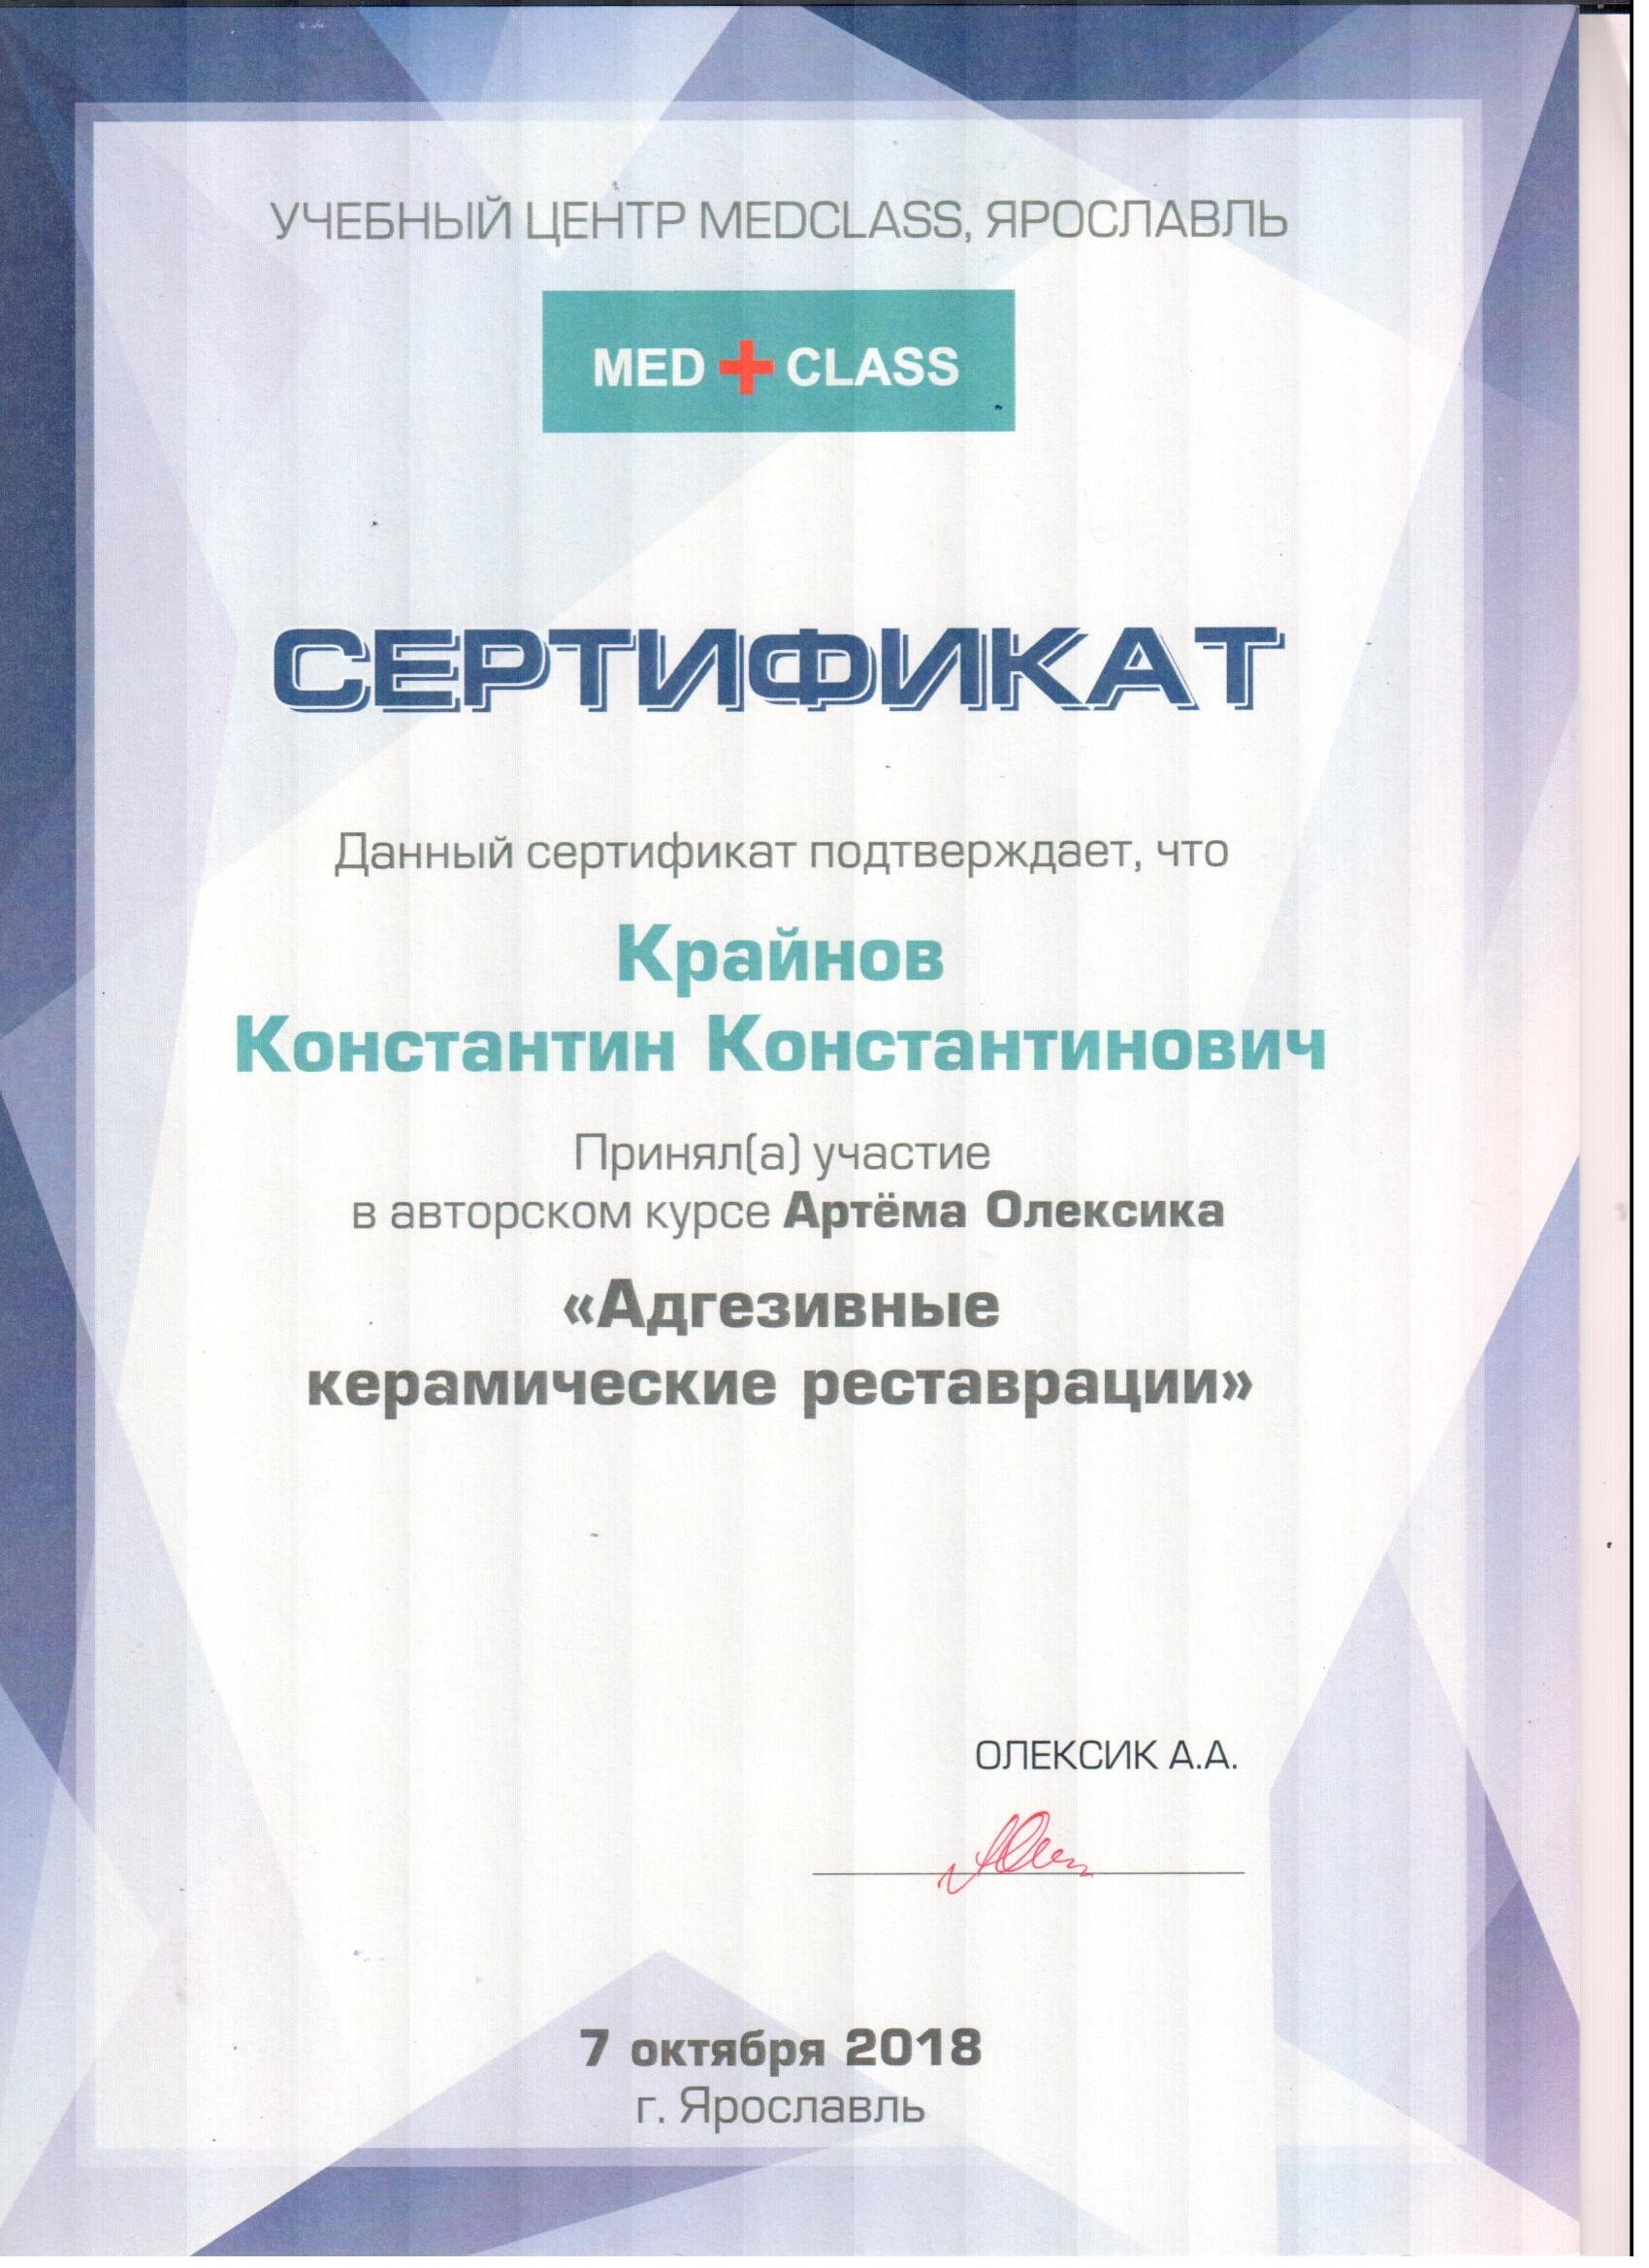 УЧЕБНЫЙ ЦЕНТР MEDCLASS, ЯРОСЛАВЛЬ
MED CLASS
СЕРТИФИКАТ
Данный сертификат подтверждает, что
Крайнов
Константин Константинович
Принял(а) участие
в авторском курсе Артёма Олексика
«Адгезивные
керамические реставрации»
ОЛЕКСИК А.А.
7 октября 2018
г. Ярославль